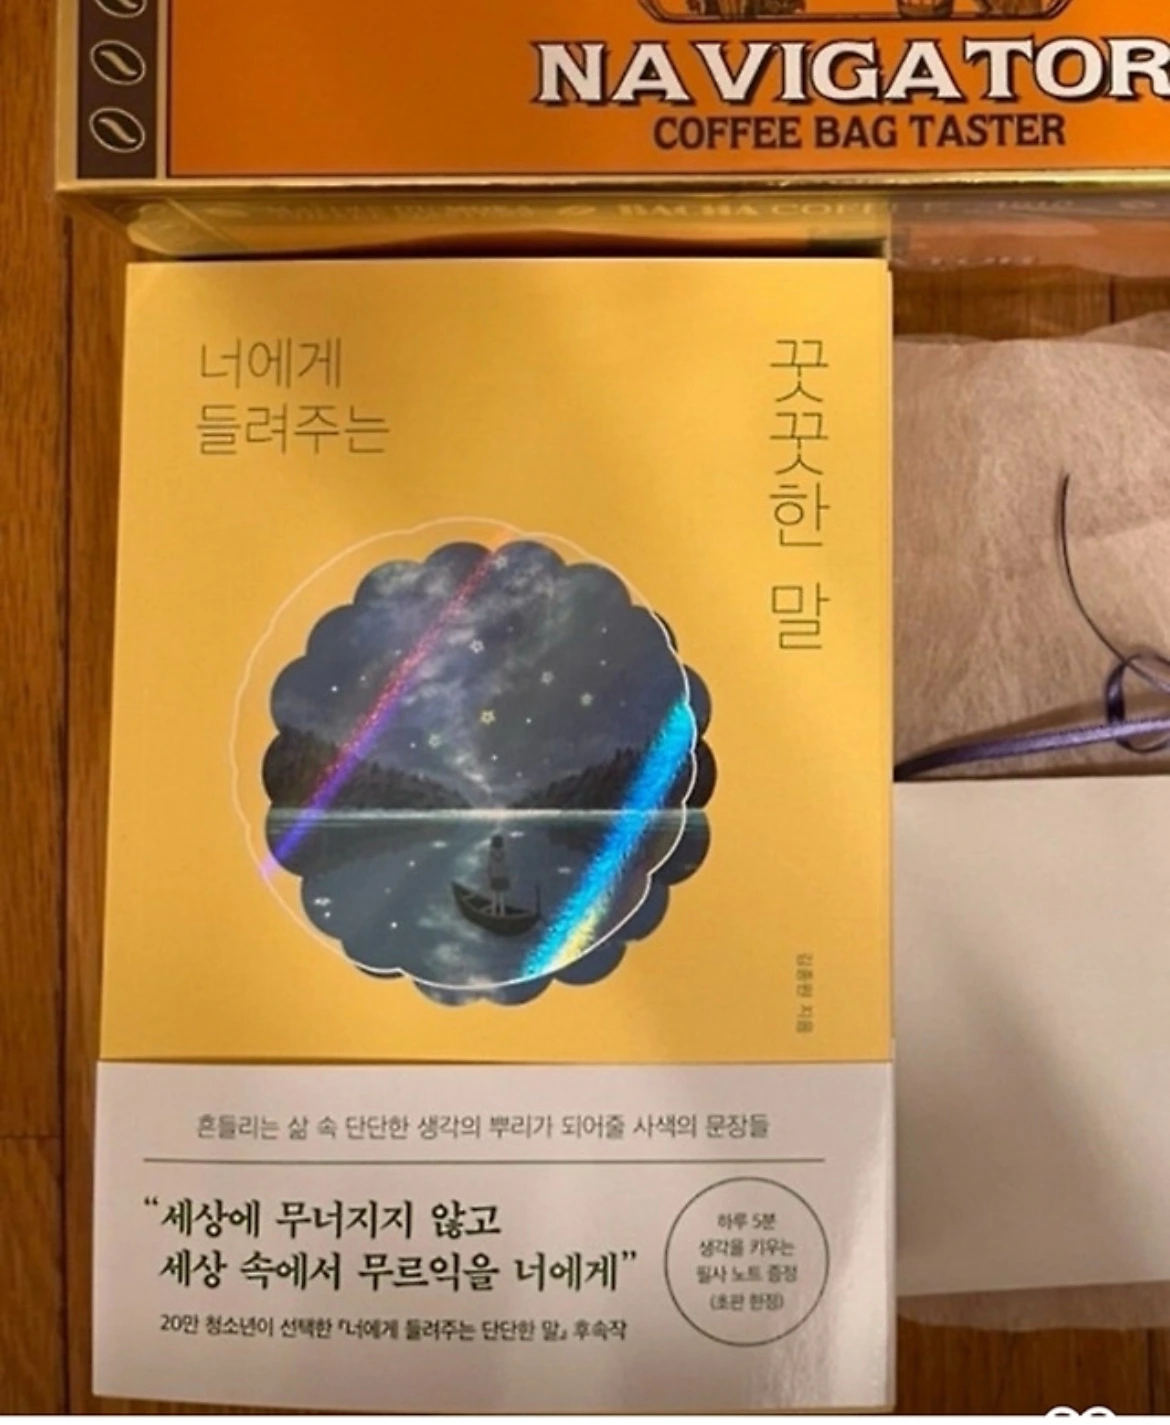 NAVIGATOR
COFFEE BAG TASTER
너에게
들려주는
꿋꿋한 말
김종원 지음
흔들리는 삶 속 단단한 생각의 뿌리가 되어줄 사색의 문장들
“세상에 무너지지 않고
세상 속에서 무르익을 너에게”
20만 청소년이 선택한 『너에게 들려주는 단단한 말』 후속작
하루 5분
생각을 키우는
필사 노트 증정
(초판 한정)